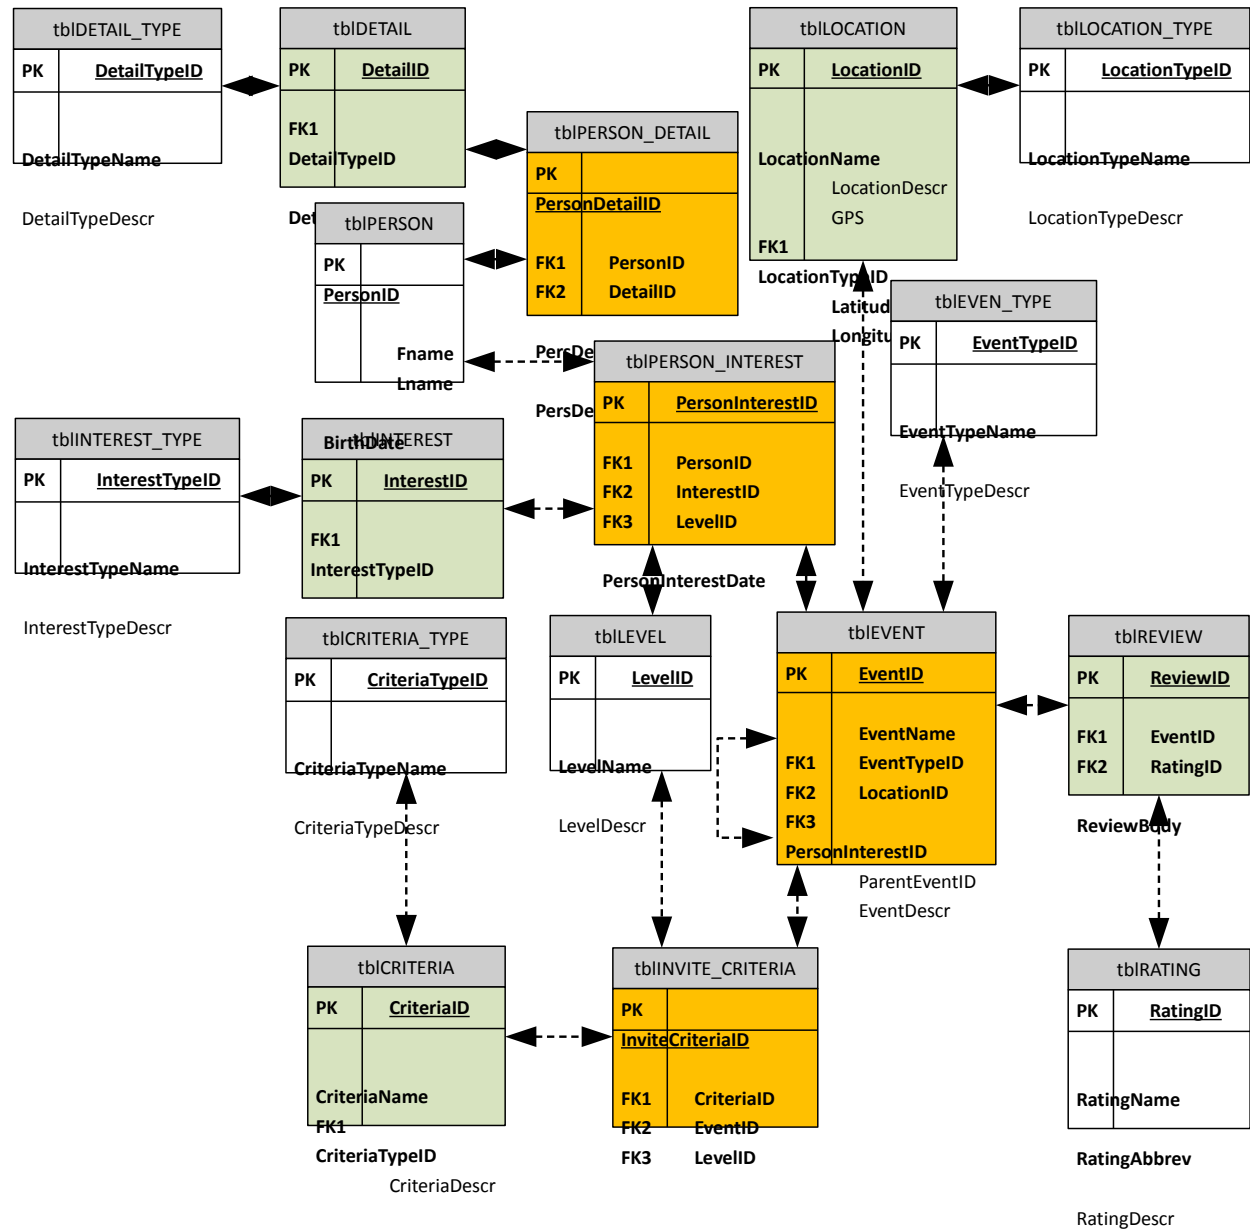 tblDETAIL_TYPE
PK DetailTypeID
DetailTypeName
DetailTypeDescr
tblDETAIL
PK DetailID
FK1
DetailTypeID
tblPERSON_DETAIL
PK
PersonDetailID
FK1 PersonID
FK2 DetailID
tblLOCATION
PK LocationID
LocationName
LocationDescr
GPS
FK1
LocationTypeID
tblLOCATION_TYPE
PK LocationTypeID
LocationTypeName
LocationTypeDescr
tblPERSON
PK
PersonID
Fname
Lname
BirthDate
tblEVEN_TYPE
PK EventTypeID
EventTypeName
EventTypeDescr
tblPERSON_INTEREST
PK PersonInterestID
FK1 PersonID
FK2 InterestID
FK3 LevelID
PersonInterestDate
tblINTEREST_TYPE
PK InterestTypeID
InterestTypeName
InterestTypeDescr
tblINTEREST
PK InterestID
FK1
InterestTypeID
tblCRITERIA_TYPE
PK CriteriaTypeID
CriteriaTypeName
CriteriaTypeDescr
tblLEVEL
PK LevelID
LevelName
LevelDescr
tblEVENT
PK EventID
EventName
FK1 EventTypeID
FK2 LocationID
FK3
PersonInterestID
ParentEventID
EventDescr
tblREVIEW
PK ReviewID
FK1 EventID
FK2 RatingID
ReviewBody
tblCRITERIA
PK CriteriaID
CriteriaName
FK1
CriteriaTypeID
CriteriaDescr
tblINVITE_CRITERIA
PK
InviteCriteriaID
FK1 CriteriaID
FK2 EventID
FK3 LevelID
tblRATING
PK RatingID
RatingName
RatingAbbrev
RatingDescr